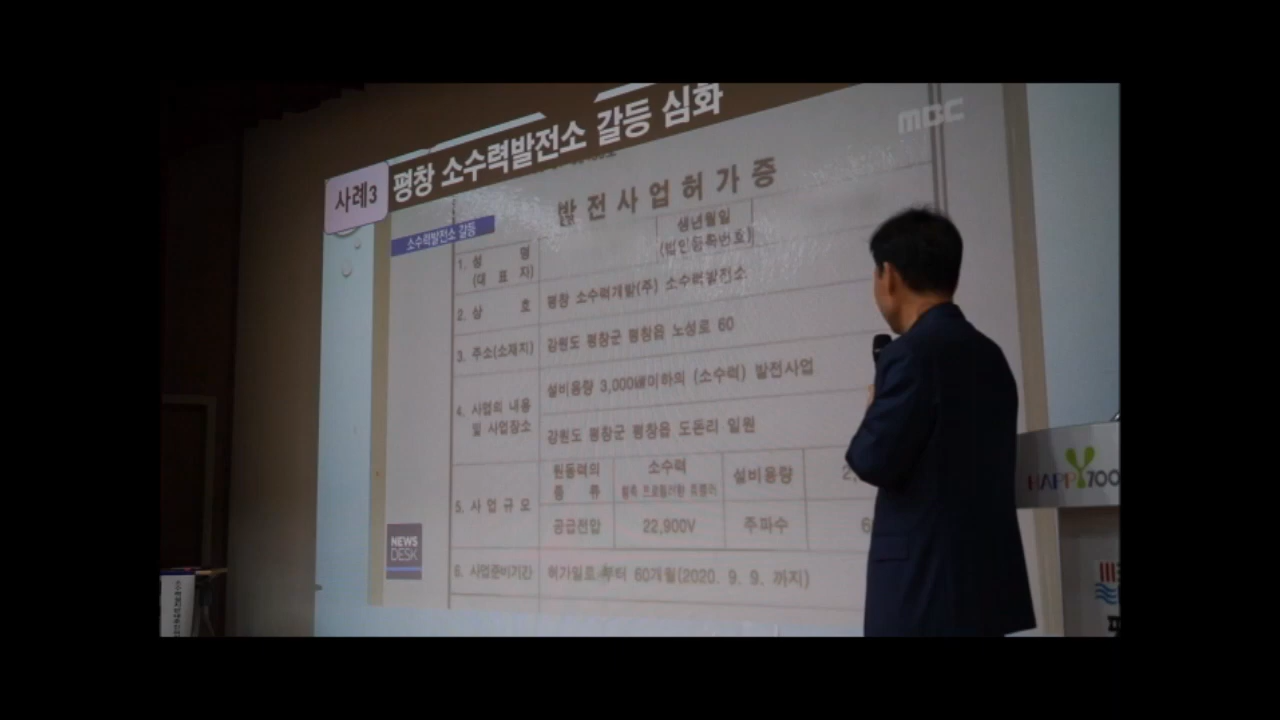 사례3
평창 소수력발전소 갈등 심화
MBC
소수력발전소 갈등
발전사업허가증
1. 성 명
(대 표 자)
생년월일
(법인등록번호)
2. 상 호
평창 소수력개발(주) 소수력발전소
3. 주소(소재지)
강원도 평창군 평창읍 노성로 60
4. 사업의 내용
및 사업장소
설비용량 3,000㎾이하의 (소수력) 발전사업
강원도 평창군 평창읍 도돈리 일원
5. 사 업 규 모
원동력의
종 류
소수력
설비용량
2,
공급전압
22,900V
주파수
6
6. 사업준비기간
허가일로 부터 60개월(2020. 9. 9. 까지)
NEWS
DESK
HAPPY700